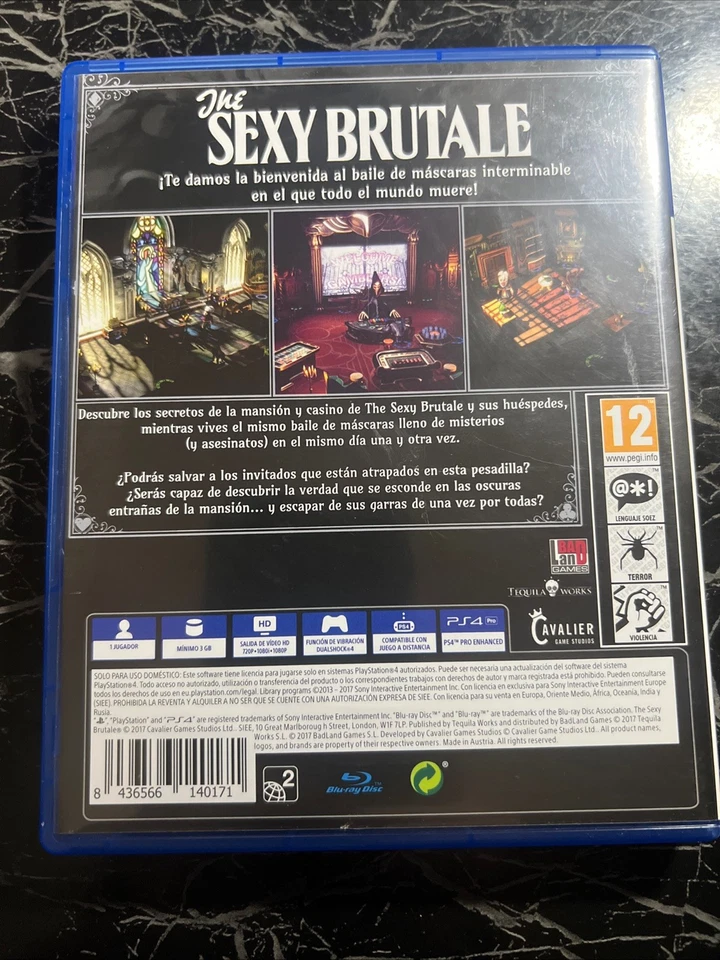 The
SEXY BRUTALE
¡Te damos la bienvenida al baile de máscaras interminable
en el que todo el mundo muere!
Descubre los secretos de la mansión y casino de The Sexy Brutale y sus huéspedes,
mientras vives el mismo baile de máscaras lleno de misterios
(y asesinatos) en el mismo día una y otra vez.
¿Podrás salvar a los invitados que están atrapados en esta pesadilla?
¿Serás capaz de descubrir la verdad que se esconde en las oscuras
entrañas de la mansión... y escapar de sus garras de una vez por todas?
12
www.pegi.info
@*!
LENGUAJE SOEZ
TERROR
VIOLENCIA
BAD
LanD
GAMES
TEQUILA WORKS
CAVALIER
GAME STUDIOS
1 JUGADOR
MÍNIMO 3 GB
HD
SALIDA DE VÍDEO HD
720P•1080i•1080P
FUNCIÓN DE VIBRACIÓN
DUALSHOCK®4
PS4
COMPATIBLE CON
JUEGO A DISTANCIA
PS4 Pro
PS4™ PRO ENHANCED
SOLO PARA USO DOMÉSTICO: Este software tiene licencia para jugarse solo en sistemas PlayStation®4 autorizados. Puede ser necesaria una actualización del software del sistema
PlayStation®4. Todo acceso no autorizado, utilización o transferencia del producto o los correspondientes trabajos con derechos de autor y marca registrada está prohibido. Pueden consultarse
todos los derechos de uso en eu.playstation.com/legal. Library programs ©2013 – 2017 Sony Interactive Entertainment Inc. Con licencia en exclusiva para Sony Interactive Entertainment Europe
(SIEE). PROHIBIDA LA REVENTA Y ALQUILER A NO SER QUE SE CUENTE CON UNA AUTORIZACIÓN EXPRESA DE SIEE. Con licencia para su venta en Europa, Oriente Medio, África, Oceanía, India y
Rusia.
" ", "PlayStation" and "PS4" are registered trademarks of Sony Interactive Entertainment Inc. "Blu-ray Disc™" and "Blu-ray™" are trademarks of the Blu-ray Disc Association. The Sexy
Brutale® © 2017 Cavalier Games Studios Ltd. SIEE, 10 Great Marlborough Street, London, W1F 7LP. Published by Tequila Works and distributed by BadLand Games © 2017 Tequila
Works S.L. © 2017 BadLand Games S.L. Developed by Cavalier Games Studios © Cavalier Game Studios Ltd.. All product names,
logos, and brands are property of their respective owners. Made in Austria. All rights reserved.
8 436566 140171
2
Blu-ray Disc